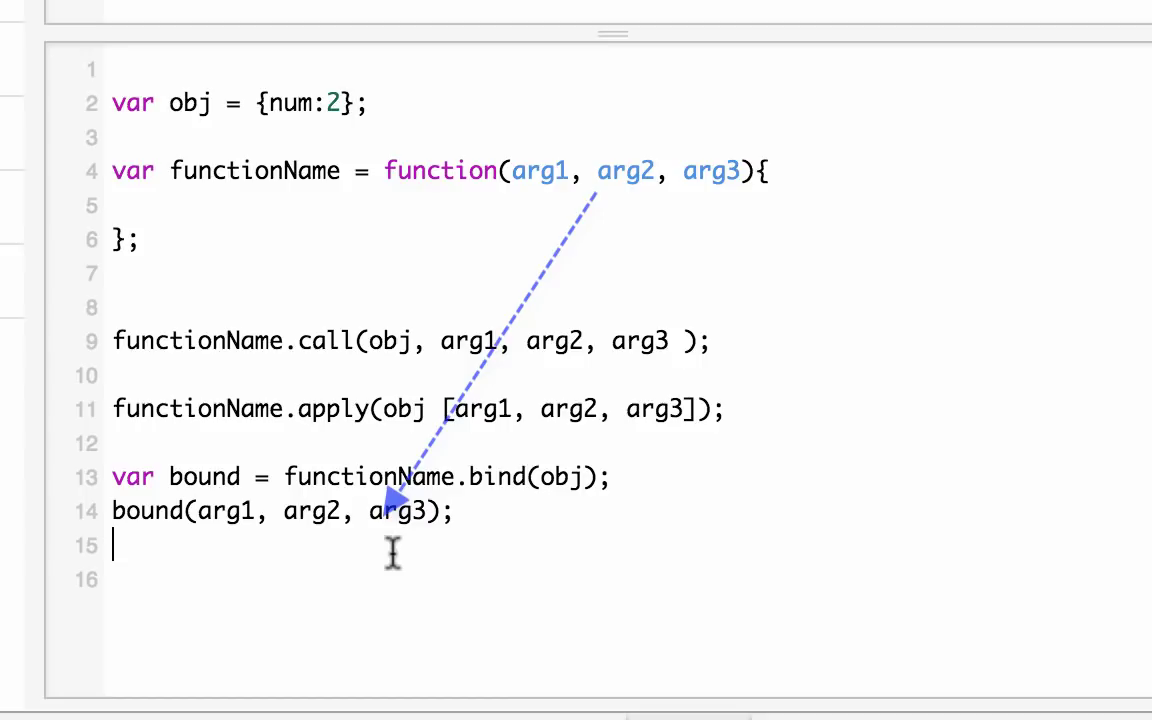 1
2 var obj = {num:2};
3
4 var functionName = function(arg1, arg2, arg3){
5
6 };
7
8
9 functionName.call(obj, arg1, arg2, arg3 );
10
11 functionName.apply(obj [arg1, arg2, arg3]);
12
13 var bound = functionName.bind(obj);
14 bound(arg1, arg2, arg3);
15
16